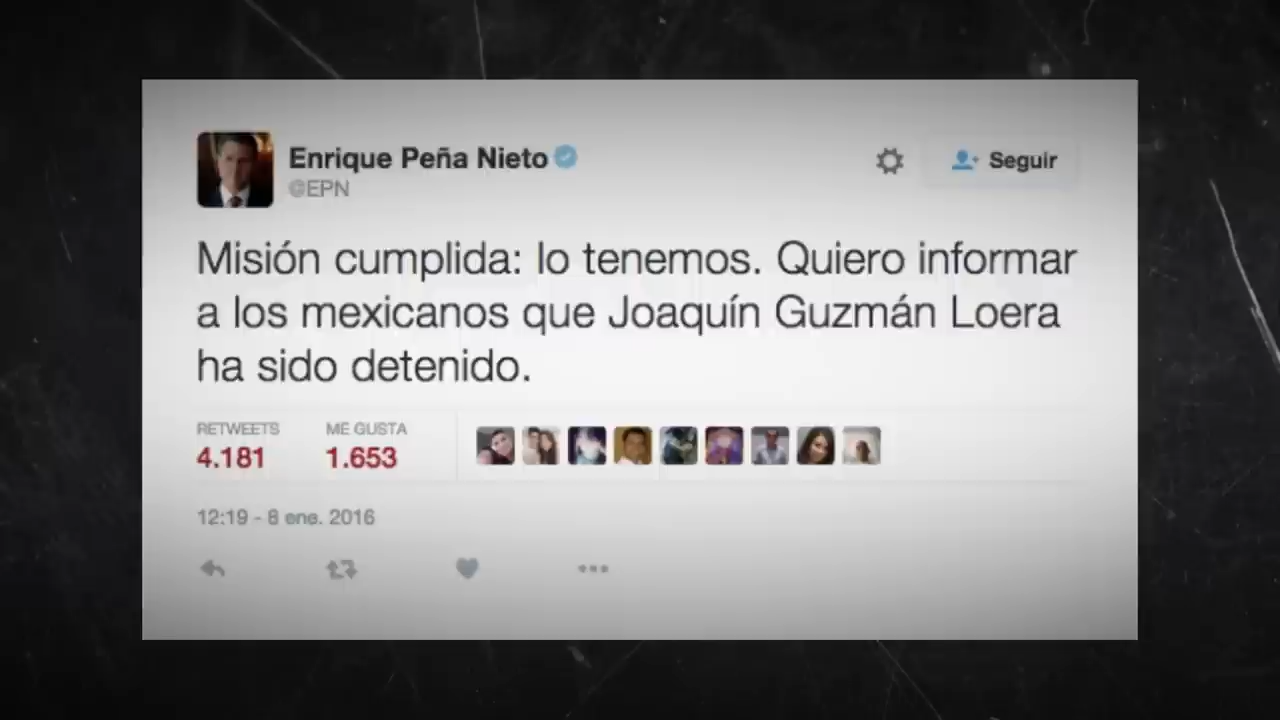 Enrique Peña Nieto
@EPN
Seguir
Misión cumplida: lo tenemos. Quiero informar
a los mexicanos que Joaquín Guzmán Loera
ha sido detenido.
RETWEETS ME GUSTA
4.181 1.653
12:19 - 8 ene. 2016